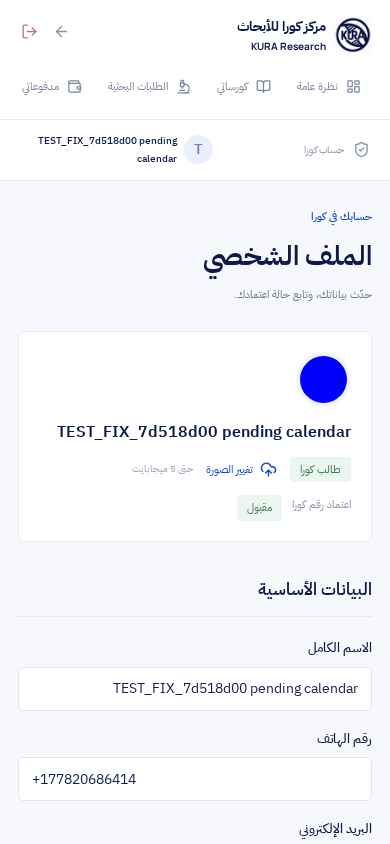 مركز كورا للأبحاث
KURA Research
نظرة عامة
كورساتي
الطلبات البحثية
مدفوعاتي
حساب كورا
T
TEST_FIX_7d518d00 pending
calendar
حسابك في كورا
الملف الشخصي
حدّث بياناتك، وتابع حالة اعتمادك.
TEST_FIX_7d518d00 pending calendar
طالب كورا
تغيير الصورة
حتى 5 ميجابايت
اعتماد رقم كورا
مقبول
البيانات الأساسية
الاسم الكامل
TEST_FIX_7d518d00 pending calendar
رقم الهاتف
+177820686414
البريد الإلكتروني